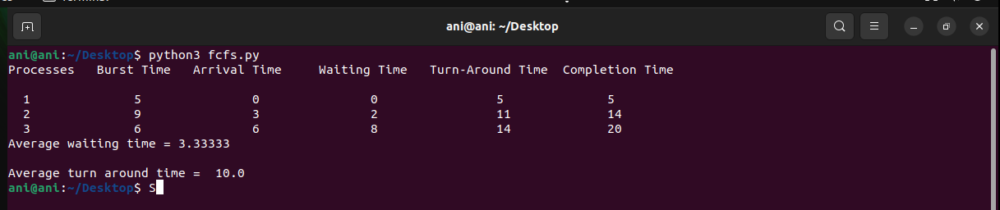 ani@ani: ~/Desktop
ani@ani:~/Desktop$ python3 fcfs.py
Processes Burst Time Arrival Time Waiting Time Turn-Around Time Completion Time
1 5 0 0 5 5
2 9 3 2 11 14
3 6 6 8 14 20
Average waiting time = 3.33333
Average turn around time = 10.0
ani@ani:~/Desktop$ S